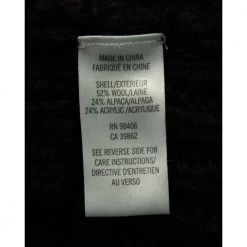 MADE IN CHINA
FABRIQUÉ EN CHINE
SHELL/EXTÉRIEUR
52% WOOL/LAINE
24% ALPACA/ALPAGA
24% ACRYLIC/ACRYLIQUE
RN 98406
CA 39862
SEE REVERSE SIDE FOR
CARE INSTRUCTIONS/
DIRECTIVE D'ENTRETIEN
AU VERSO